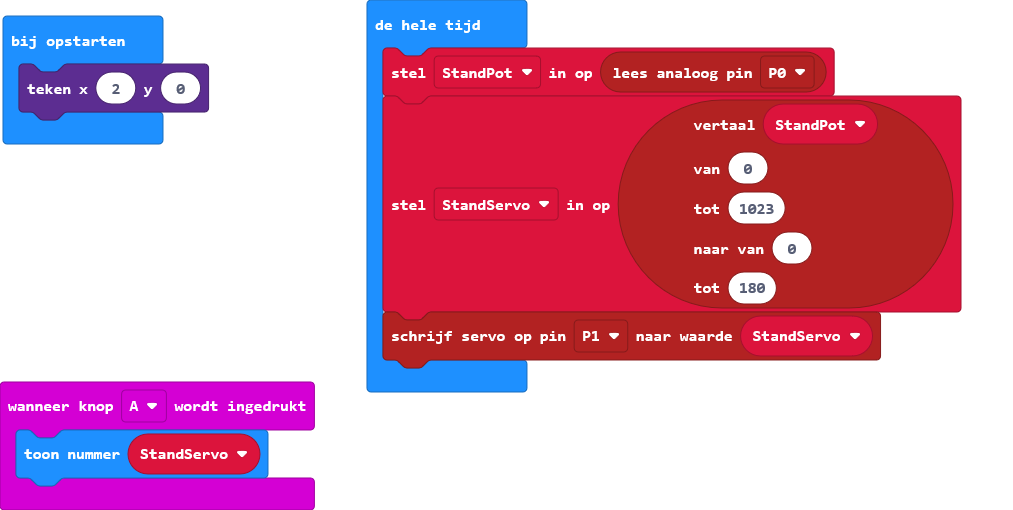 bij opstarten
teken x 2 y 0
de hele tijd
stel StandPot in op lees analoog pin P0
stel StandServo in op
vertaal StandPot
van 0
tot 1023
naar van 0
tot 180
schrijf servo op pin P1 naar waarde StandServo
wanneer knop A wordt ingedrukt
toon nummer StandServo